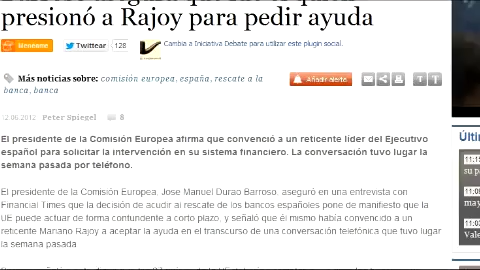 presionó a Rajoy para pedir ayuda
Menéame
Twittear
128
Cambia a Iniciativa Debate para utilizar este plugin social.
Más noticias sobre: comisión europea, españa, rescate a la
banca, banca
Añadir alerta
T T
12.06.2012 Peter Spiegel 8
El presidente de la Comisión Europea afirma que convenció a un reticente líder del Ejecutivo
español para solicitar la intervención en su sistema financiero. La conversación tuvo lugar la
semana pasada por teléfono.
El presidente de la Comisión Europea, Jose Manuel Durao Barroso, aseguró en una entrevista con
Financial Times que la decisión de acudir al rescate de los bancos españoles pone de manifiesto que la
UE puede actuar de forma contundente a corto plazo, y señaló que él mismo había convencido a un
reticente Mariano Rajoy a aceptar la ayuda en el transcurso de una conversación telefónica que tuvo lugar
la semana pasada